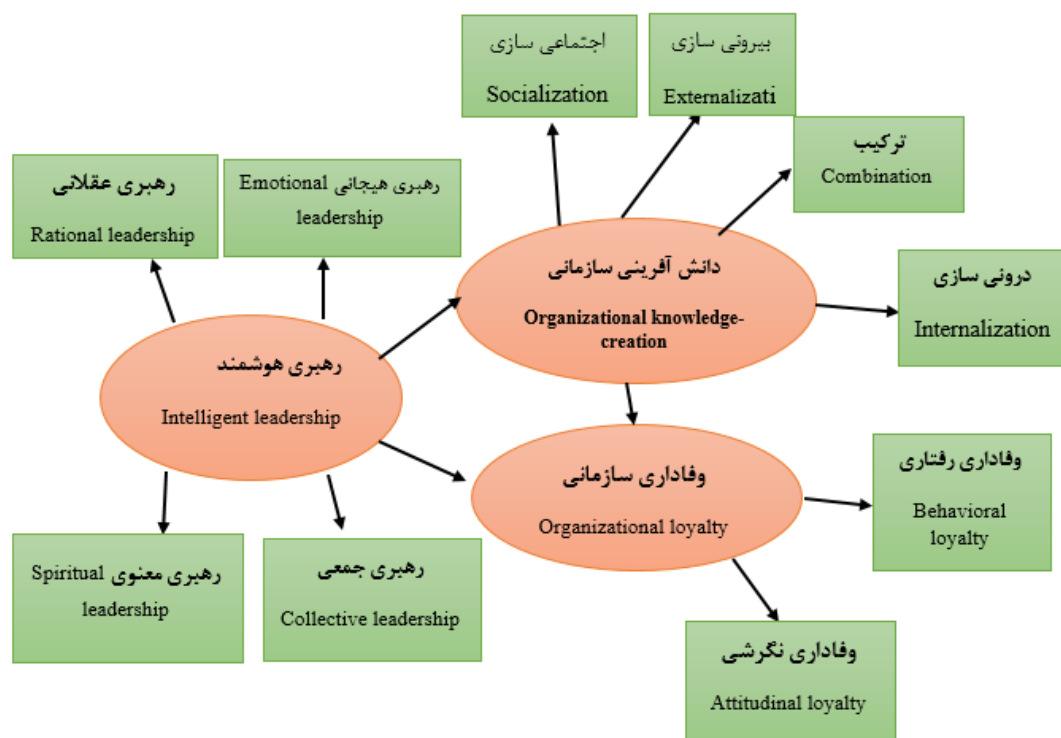 اجتماعی سازی
Socialization
بیرونی سازی
Externalizati
ترکیب
Combination
رهبری عقلانی
Rational leadership
رهبری هیجانی Emotional
leadership
دانش آفرینی سازمانی
Organizational knowledge-
creation
درونی سازی
Internalization
رهبری هوشمند
Intelligent leadership
وفاداری سازمانی
Organizational loyalty
وفاداری رفتاری
Behavioral
loyalty
رهبری معنوی Spiritual
leadership
رهبری جمعی
Collective leadership
وفاداری نگرشی
Attitudinal loyalty